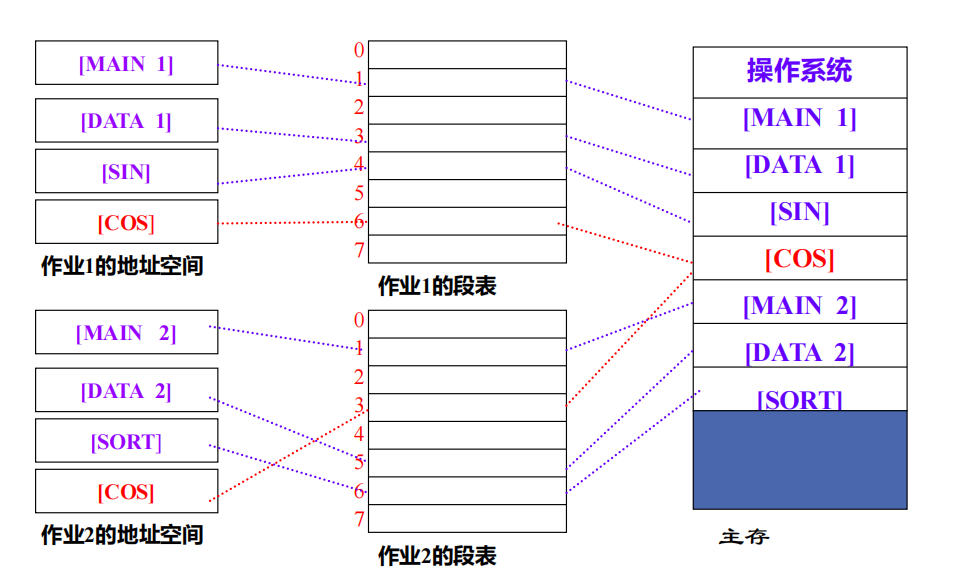 [MAIN 1]
[DATA 1]
[SIN]
[COS]
作业1的地址空间
0
1
2
3
4
5
6
7
作业1的段表
[MAIN 2]
[DATA 2]
[SORT]
[COS]
作业2的地址空间
0
1
2
3
4
5
6
7
作业2的段表
操作系统
[MAIN 1]
[DATA 1]
[SIN]
[COS]
[MAIN 2]
[DATA 2]
[SORT]
主存